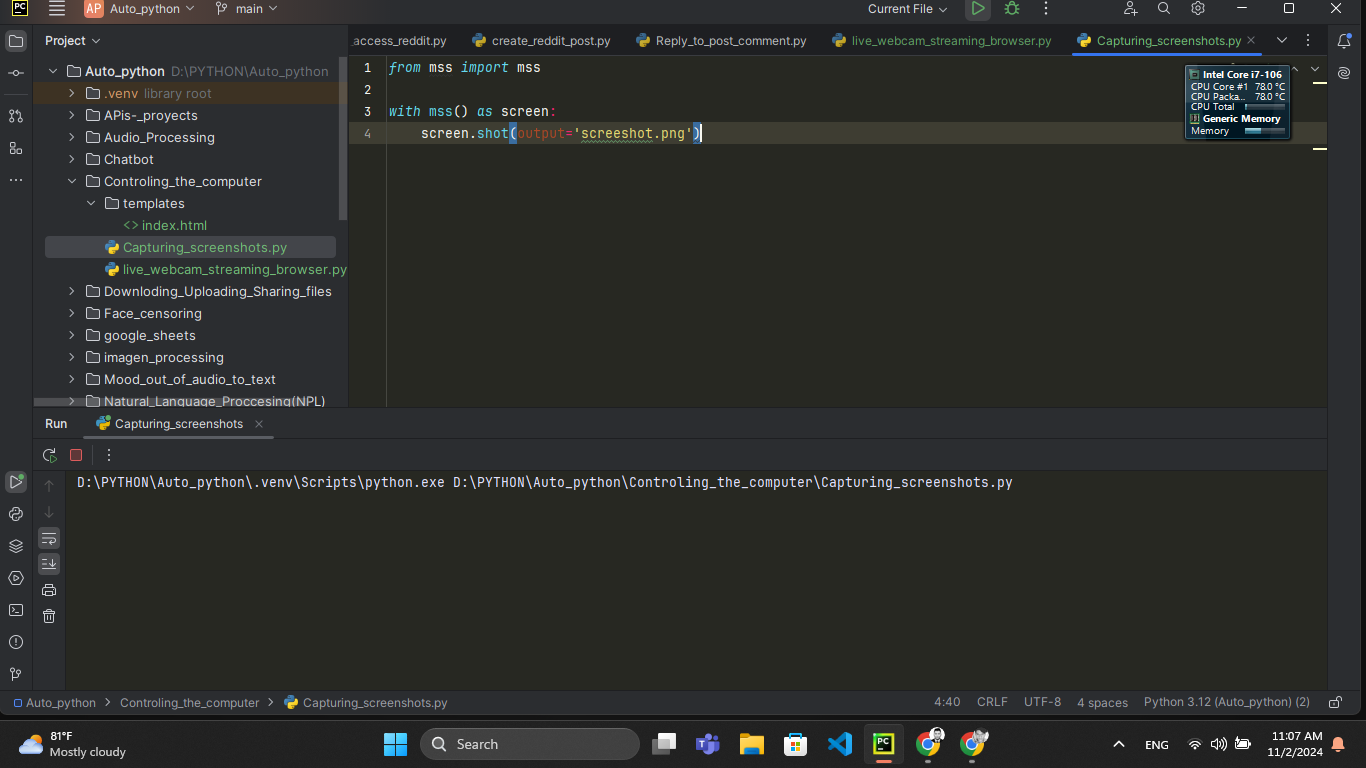 PC
AP Auto_python
main
Current File
Project
_access_reddit.py
create_reddit_post.py
Reply_to_post_comment.py
live_webcam_streaming_browser.py
Capturing_screenshots.py
Auto_python D:\PYTHON\Auto_python
.venv library root
APis-_proyects
Audio_Processing
Chatbot
Controling_the_computer
templates
<> index.html
Capturing_screenshots.py
live_webcam_streaming_browser.py
Downloding_Uploading_Sharing_files
Face_censoring
google_sheets
imagen_processing
Mood_out_of_audio_to_text
Natural_Language_Proccesing(NPL)
1 from mss import mss
2
3 with mss() as screen:
4 screen.shot(output='screeshot.png')
Intel Core i7-106
CPU Core #1 78.0 °C
CPU Packa... 78.0 °C
CPU Total
Generic Memory
Memory
Run
Capturing_screenshots
D:\PYTHON\Auto_python\.venv\Scripts\python.exe D:\PYTHON\Auto_python\Controling_the_computer\Capturing_screenshots.py
Auto_python > Controling_the_computer > Capturing_screenshots.py
4:40 CRLF UTF-8 4 spaces Python 3.12 (Auto_python) (2)
81°F
Mostly cloudy
Search
PC
ENG
11:07 AM
11/2/2024